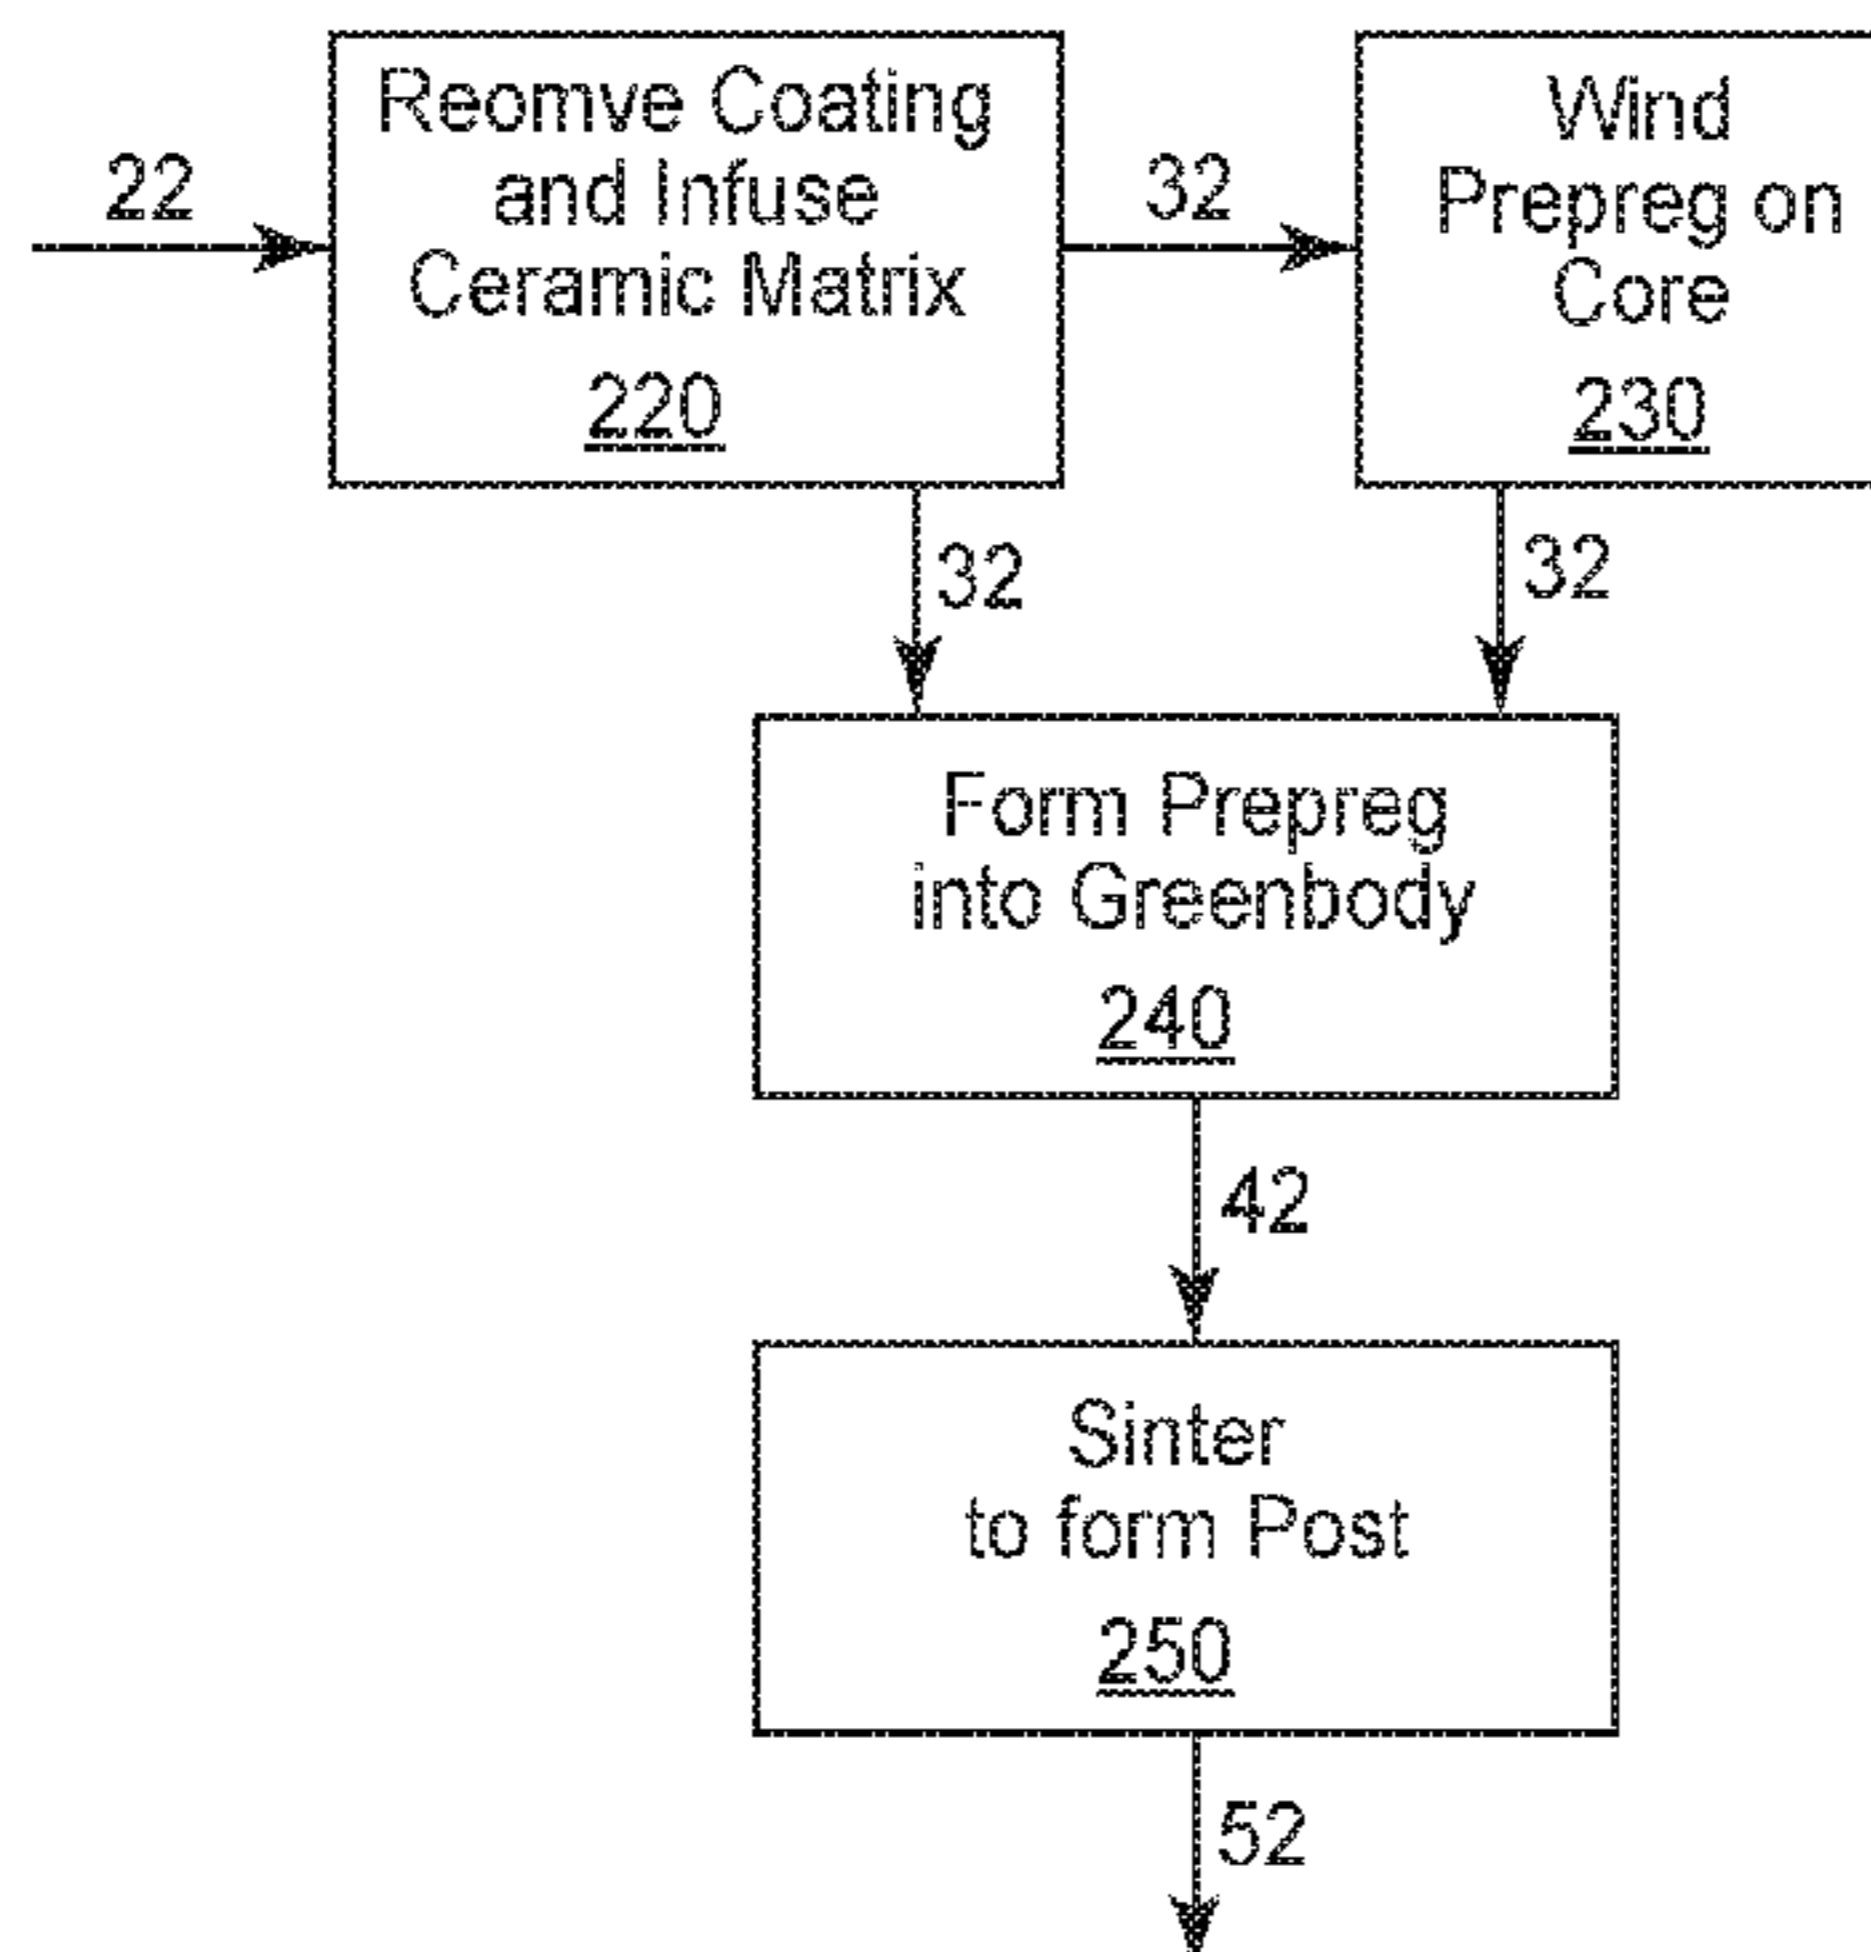 22
Reomve Coating
and Infuse
Ceramic Matrix
220
32
Wind
Prepreg on
Core
230
32
32
Form Prepreg
into Greenbody
240
42
Sinter
to form Post
250
52